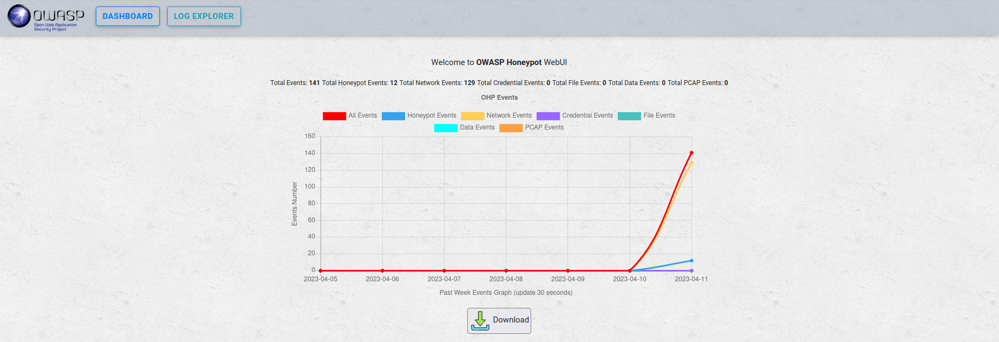 OWASP
Open Web Application
Security Project
DASHBOARD
LOG EXPLORER
Welcome to OWASP Honeypot WebUI
Total Events: 141 Total Honeypot Events: 12 Total Network Events: 129 Total Credential Events: 0 Total File Events: 0 Total Data Events: 0 Total PCAP Events: 0
OHP Events
All Events Honeypot Events Network Events Credential Events File Events
Data Events PCAP Events
160
140
120
100
80
60
40
20
0
Events Number
2023-04-05 2023-04-06 2023-04-07 2023-04-08 2023-04-09 2023-04-10 2023-04-11
Past Week Events Graph (update 30 seconds)
Download